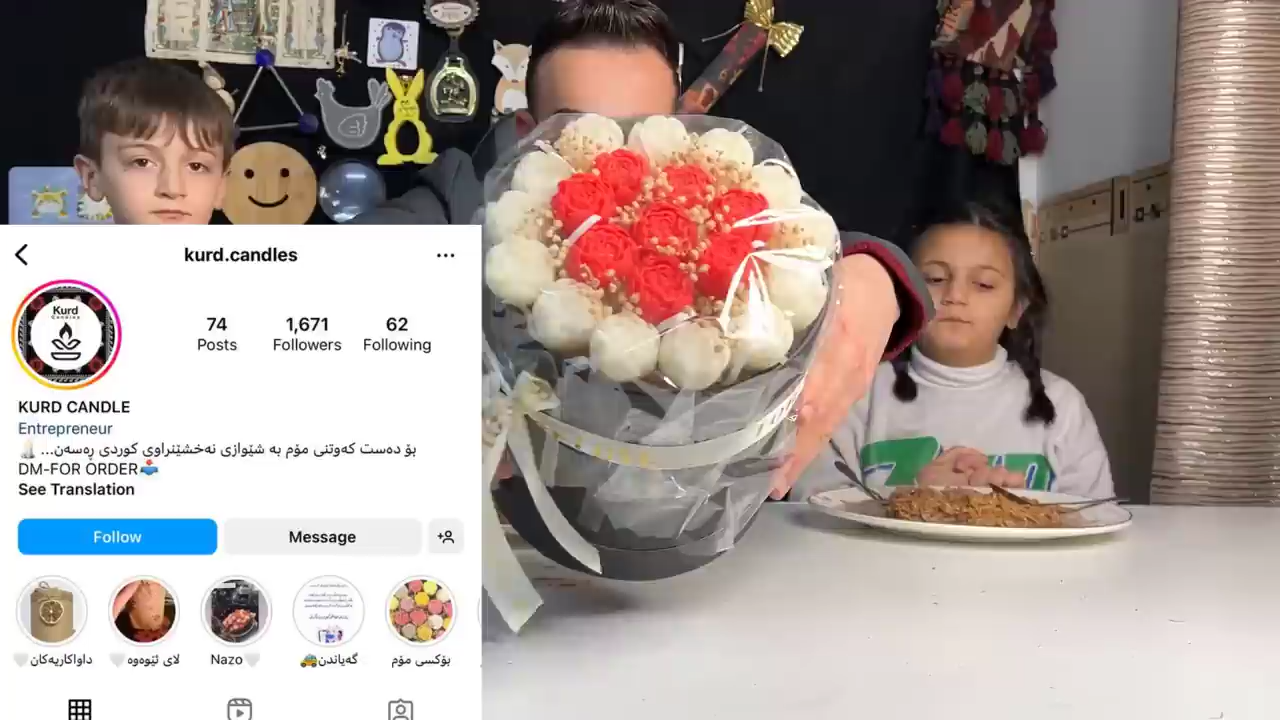 kurd.candles
Kurd
Candles
74
Posts
1,671
Followers
62
Following
KURD CANDLE
Entrepreneur
بۆ دەست کەوتنی مۆم بە شێوازی نەخشێنراوی کوردی ڕەسەن...
DM-FOR ORDER
See Translation
Follow
Message
داواکاریەکان
لای ئێوەوە
Nazo
گەیاندن
بۆکسی مۆم